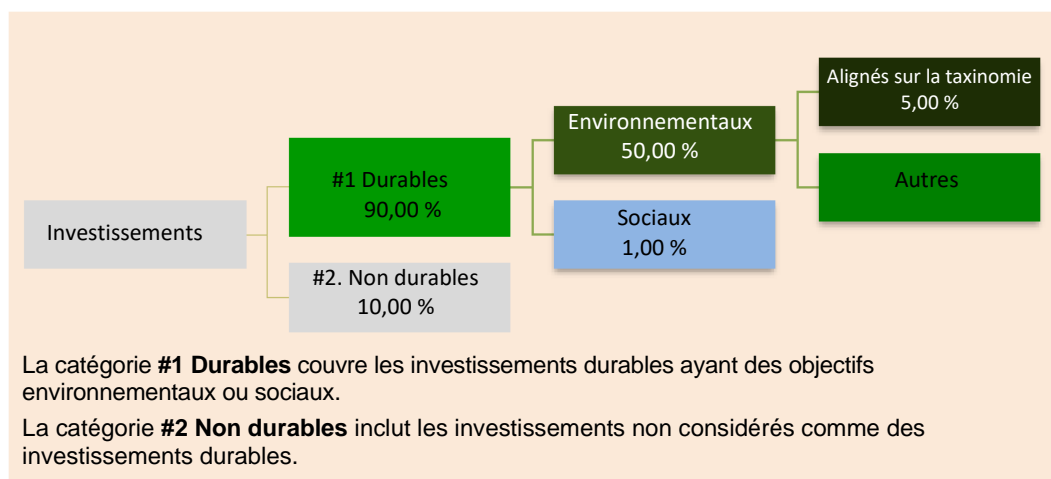 Investissements
#1 Durables
90,00 %
#2. Non durables
10,00 %
Environnementaux
50,00 %
Sociaux
1,00 %
Alignés sur la taxinomie
5,00 %
Autres
La catégorie #1 Durables couvre les investissements durables ayant des objectifs
environnementaux ou sociaux.
La catégorie #2 Non durables inclut les investissements non considérés comme des
investissements durables.